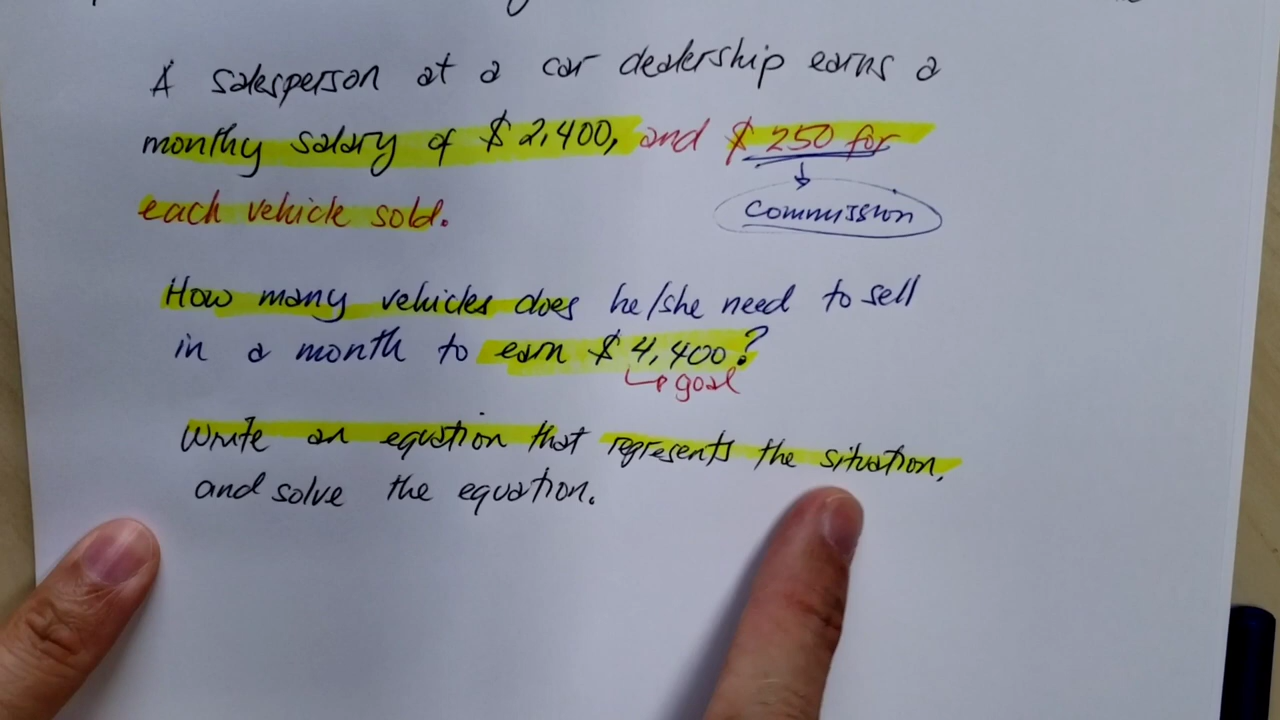 A salesperson at a car dealership earns a
monthy salary of $2,400, and $250 for
each vehicle sold.
Commission
How many vehicles does he/she need to sell
in a month to earn $4,400?
goal
Write an equation that represents the situation,
and solve the equation.